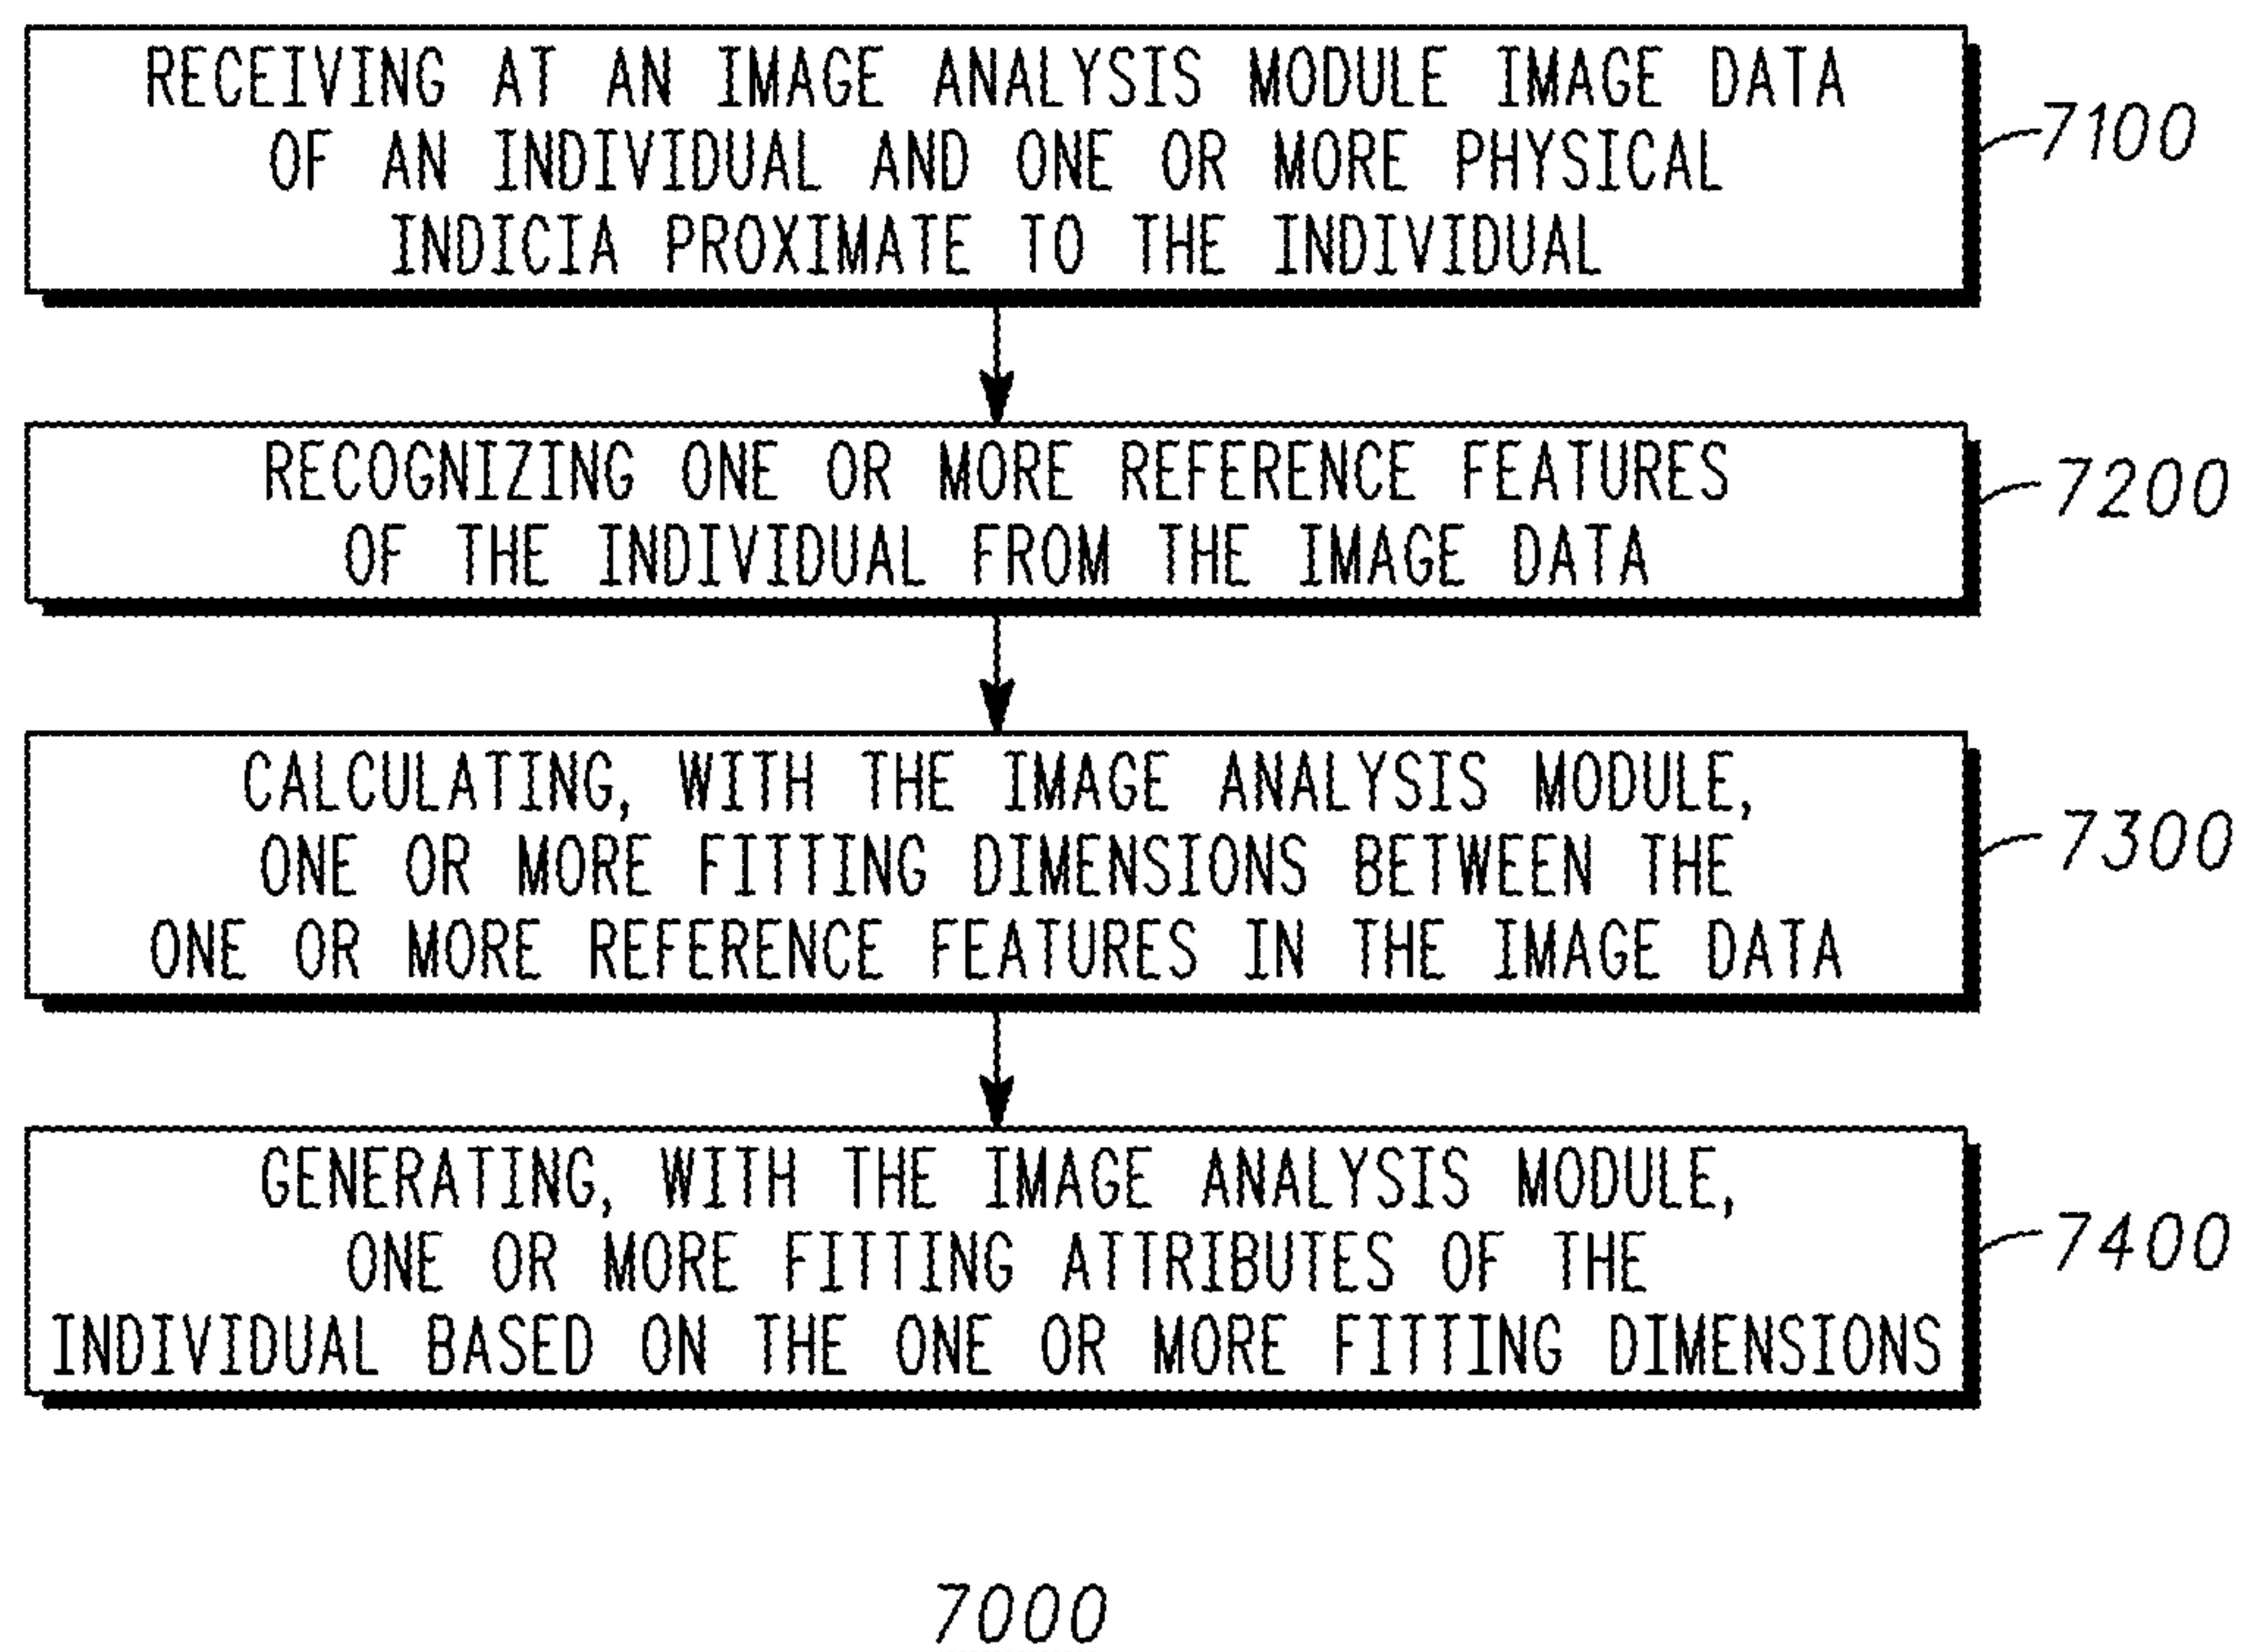 RECEIVING AT AN IMAGE ANALYSIS MODULE IMAGE DATA
OF AN INDIVIDUAL AND ONE OR MORE PHYSICAL
INDICIA PROXIMATE TO THE INDIVIDUAL
7100
RECOGNIZING ONE OR MORE REFERENCE FEATURES
OF THE INDIVIDUAL FROM THE IMAGE DATA
7200
CALCULATING, WITH THE IMAGE ANALYSIS MODULE,
ONE OR MORE FITTING DIMENSIONS BETWEEN THE
ONE OR MORE REFERENCE FEATURES IN THE IMAGE DATA
7300
GENERATING, WITH THE IMAGE ANALYSIS MODULE,
ONE OR MORE FITTING ATTRIBUTES OF THE
INDIVIDUAL BASED ON THE ONE OR MORE FITTING DIMENSIONS
7400
7000